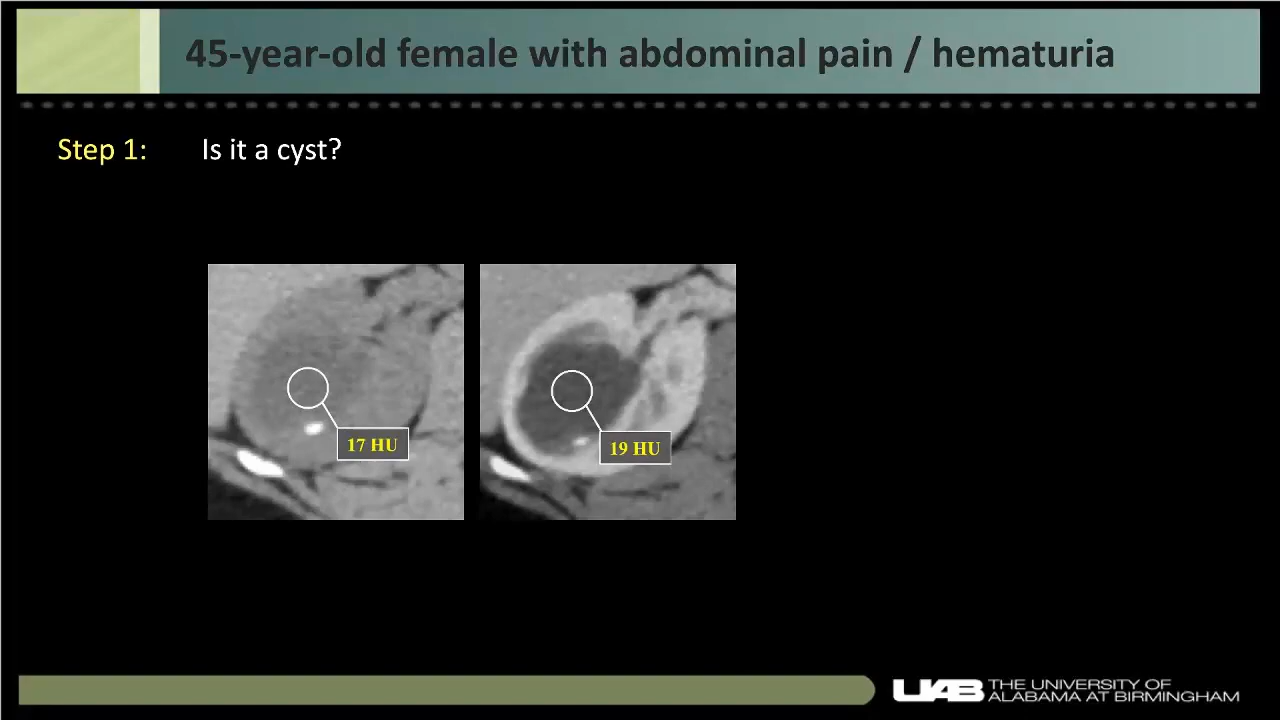 45-year-old female with abdominal pain / hematuria
Step 1: Is it a cyst?
17 HU
19 HU
UAB THE UNIVERSITY OF
ALABAMA AT BIRMINGHAM